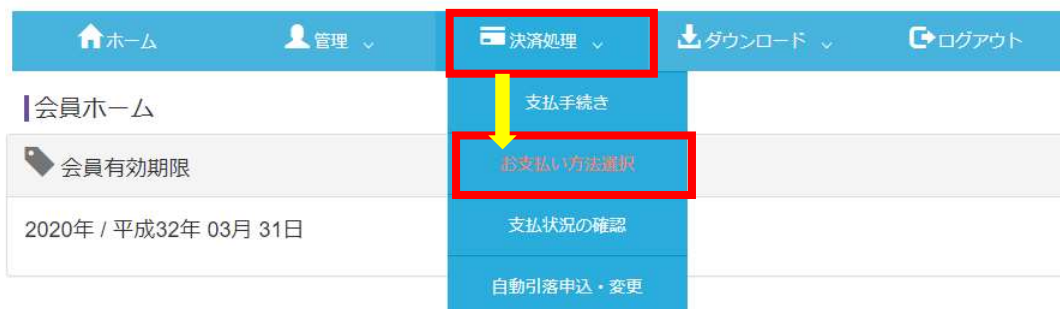 ホーム 管理 決済処理 ダウンロード ログアウト
支払手続き
会員ホーム
お支払い方法選択
会員有効期限
支払状況の確認
2020年 / 平成32年 03月 31日
自動引落申込・変更